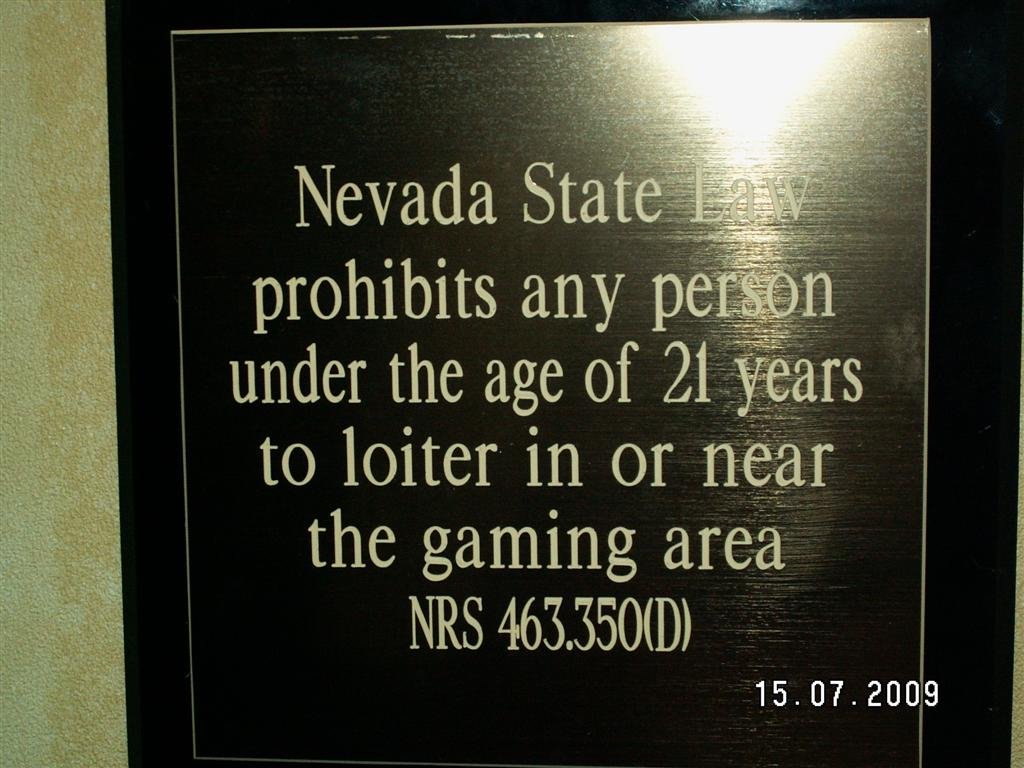 Nevada State Law
prohibits any person
under the age of 21 years
to loiter in or near
the gaming area
NRS 463.350(D)
15.07.2009